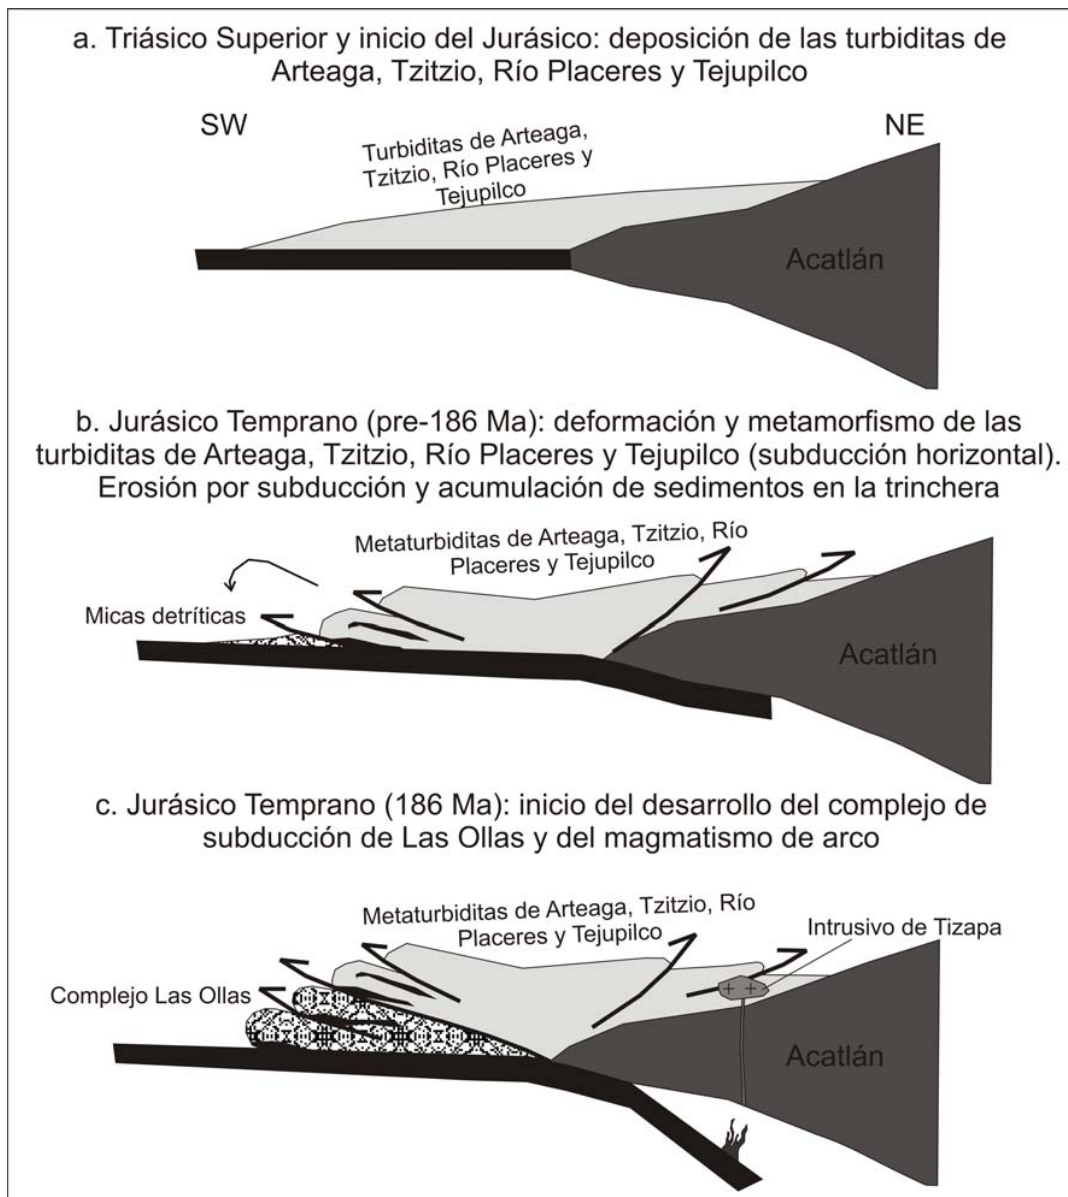 a. Triásico Superior y inicio del Jurásico: deposición de las turbiditas de
Arteaga, Tzitzio, Río Placeres y Tejupilco
SW
NE
Turbiditas de Arteaga,
Tzitzio, Río Placeres y
Tejupilco
Acatlán
b. Jurásico Temprano (pre-186 Ma): deformación y metamorfismo de las
turbiditas de Arteaga, Tzitzio, Río Placeres y Tejupilco (subducción horizontal).
Erosión por subducción y acumulación de sedimentos en la trinchera
Metaturbiditas de Arteaga, Tzitzio, Río
Placeres y Tejupilco
Micas detríticas
Acatlán
c. Jurásico Temprano (186 Ma): inicio del desarrollo del complejo de
subducción de Las Ollas y del magmatismo de arco
Metaturbiditas de Arteaga, Tzitzio, Río
Placeres y Tejupilco
Intrusivo de Tizapa
Complejo Las Ollas
Acatlán